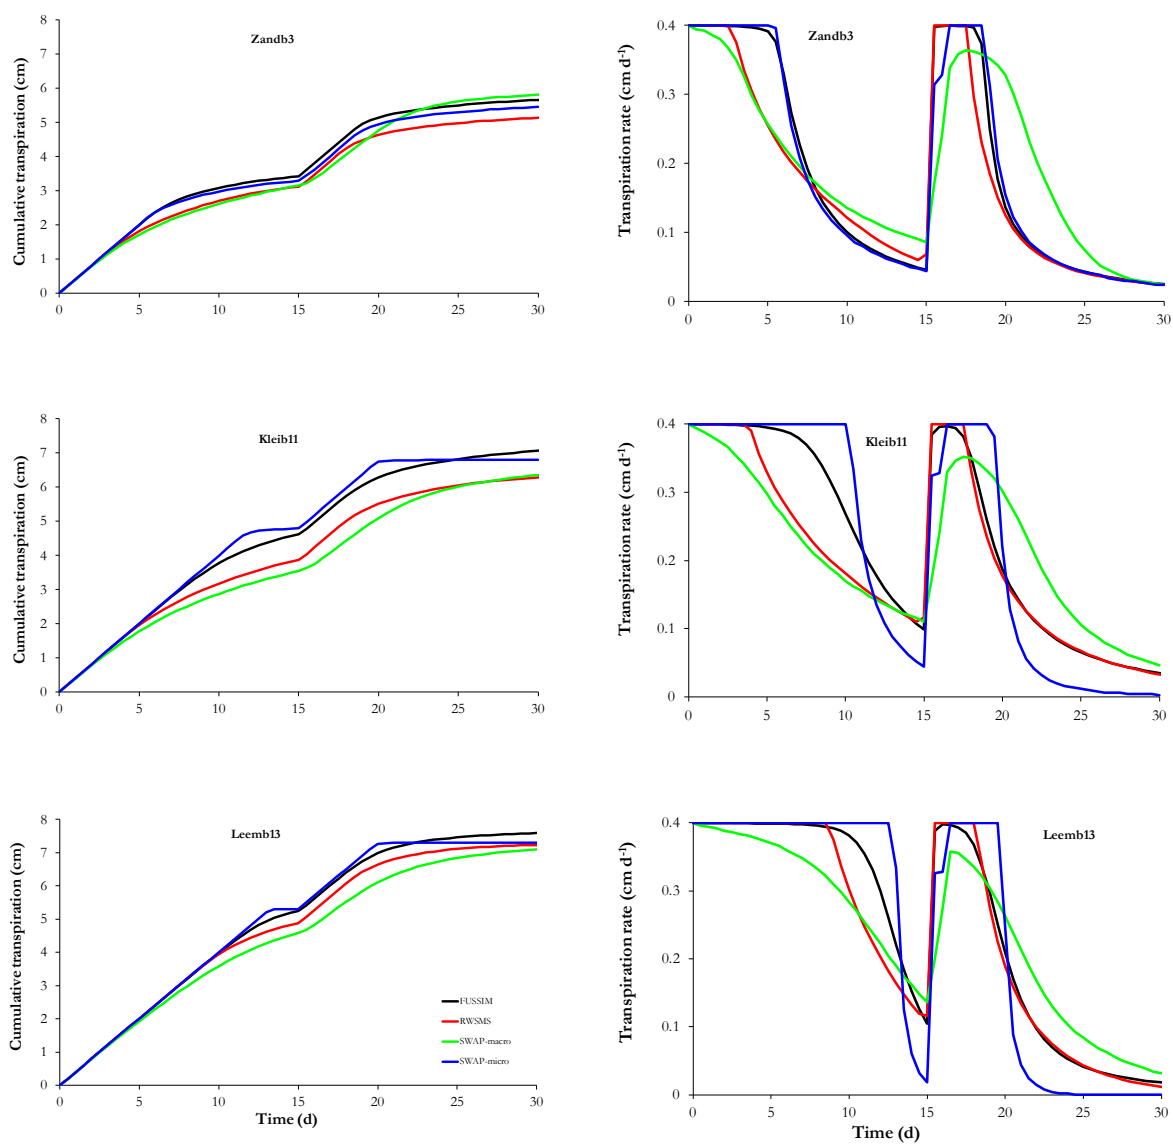 Zandb3
Cumulative transpiration (cm)
8
7
6
5
4
3
2
1
0
0 5 10 15 20 25 30
Zandb3
Transpiration rate (cm d-1)
0.4
0.3
0.2
0.1
0
0 5 10 15 20 25 30
Kleib11
Cumulative transpiration (cm)
8
7
6
5
4
3
2
1
0
0 5 10 15 20 25 30
Kleib11
Transpiration rate (cm d-1)
0.4
0.3
0.2
0.1
0
0 5 10 15 20 25 30
Leemb13
Cumulative transpiration (cm)
8
7
6
5
4
3
2
1
0
FUSSIM
RWSMS
SWAP-macro
SWAP-micro
0 5 10 15 20 25 30
Time (d)
Leemb13
Transpiration rate (cm d-1)
0.4
0.3
0.2
0.1
0
0 5 10 15 20 25 30
Time (d)